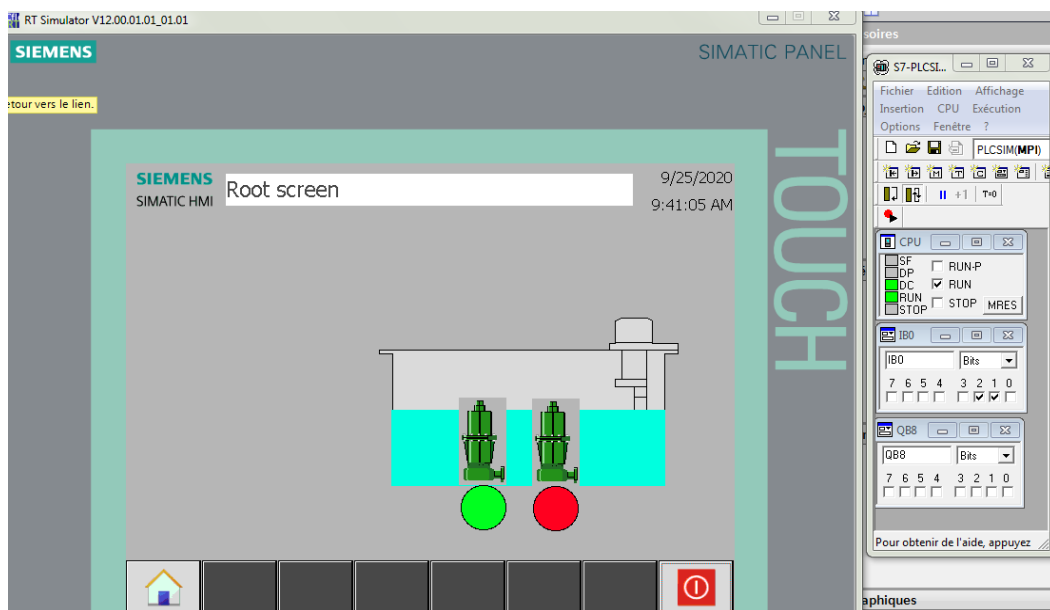 RT Simulator V12.00.01.01_01.01
SIEMENS
SIMATIC PANEL
etour vers le lien.
TOUCH
SIEMENS
SIMATIC HMI
Root screen
9/25/2020
9:41:05 AM
soires
S7-PLCSI...
Fichier Edition Affichage
Insertion CPU Exécution
Options Fenêtre ?
PLCSIM(MPI)
+1 T=0
CPU
SF
DP
DC
RUN
STOP
RUN-P
RUN
STOP
MRES
IB0
IB0 Bits
7 6 5 4 3 2 1 0
QB8
QB8 Bits
7 6 5 4 3 2 1 0
Pour obtenir de l'aide, appuyez
aphiques